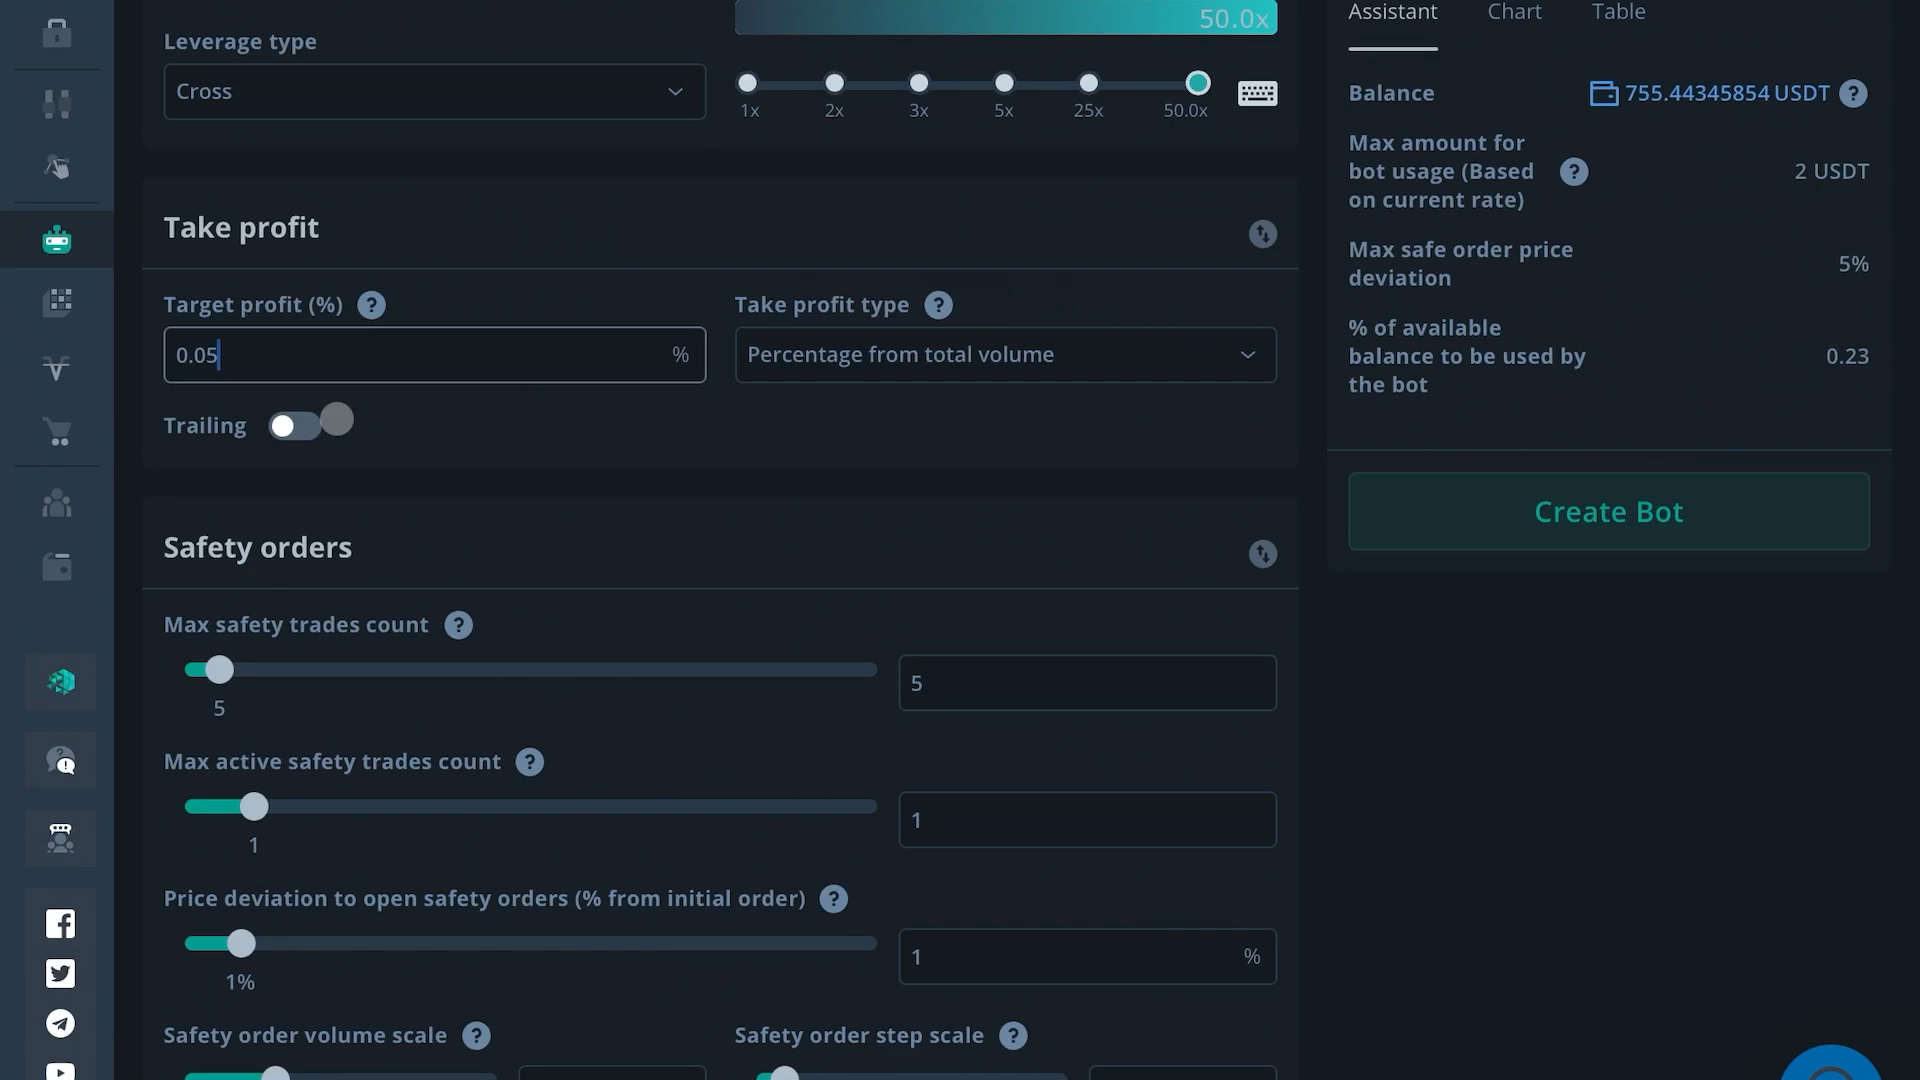 50.0x
Leverage type
Cross
1x 2x 3x 5x 25x 50.0x
Take profit
Target profit (%) ?
Take profit type ?
0.05 %
Percentage from total volume
Trailing
Safety orders
Max safety trades count ?
5
5
Max active safety trades count ?
1
1
Price deviation to open safety orders (% from initial order) ?
1 %
1%
Safety order volume scale ?
Safety order step scale ?
Assistant Chart Table
Balance 755.44345854 USDT ?
Max amount for
bot usage (Based ? 2 USDT
on current rate)
Max safe order price
deviation
5%
% of available
balance to be used by 0.23
the bot
Create Bot